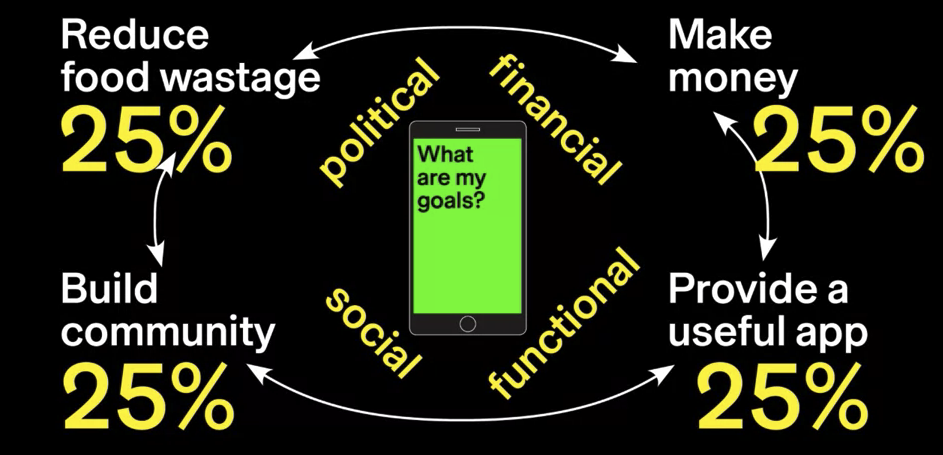 Reduce
food wastage
25%
political
financial
Make
money
25%
What
are my
goals?
Build
community
25%
social
functional
Provide a
useful app
25%